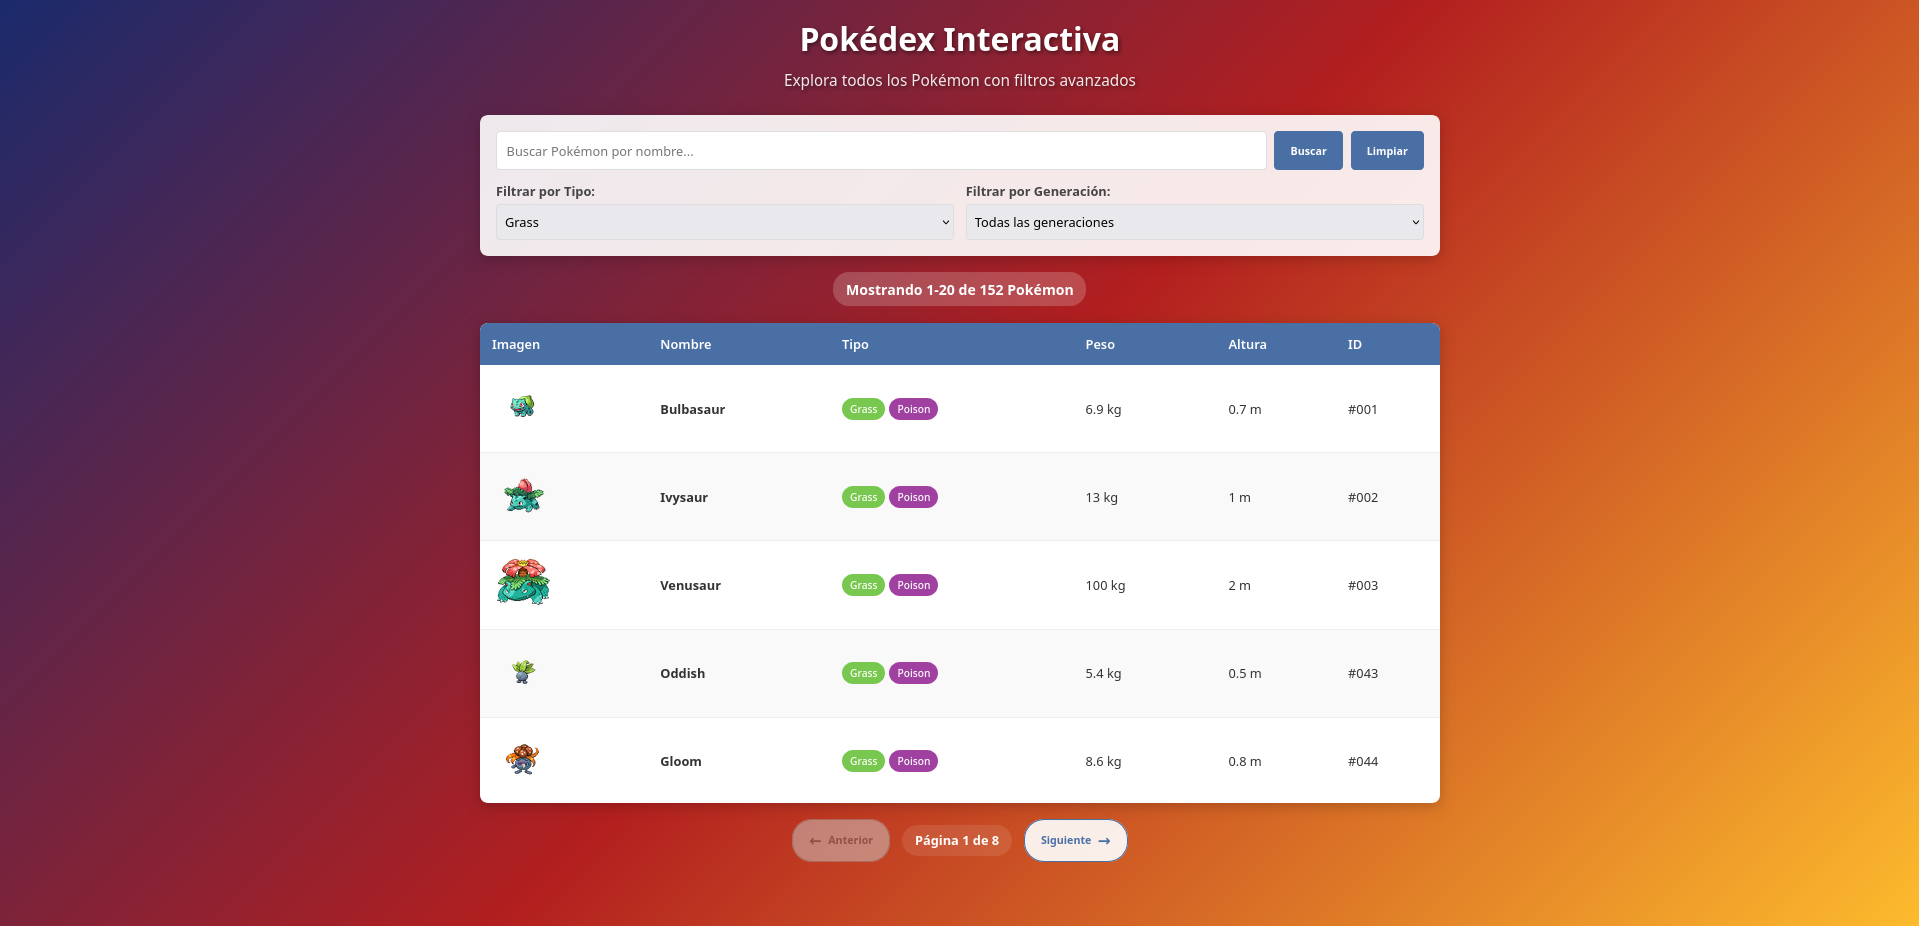 Pokédex Interactiva
Explora todos los Pokémon con filtros avanzados
Buscar Pokémon por nombre...
Buscar
Limpiar
Filtrar por Tipo:
Filtrar por Generación:
Grass
Todas las generaciones
Mostrando 1-20 de 152 Pokémon
Imagen Nombre Tipo Peso Altura ID
Bulbasaur Grass Poison 6.9 kg 0.7 m #001
Ivysaur Grass Poison 13 kg 1 m #002
Venusaur Grass Poison 100 kg 2 m #003
Oddish Grass Poison 5.4 kg 0.5 m #043
Gloom Grass Poison 8.6 kg 0.8 m #044
← Anterior
Página 1 de 8
Siguiente →